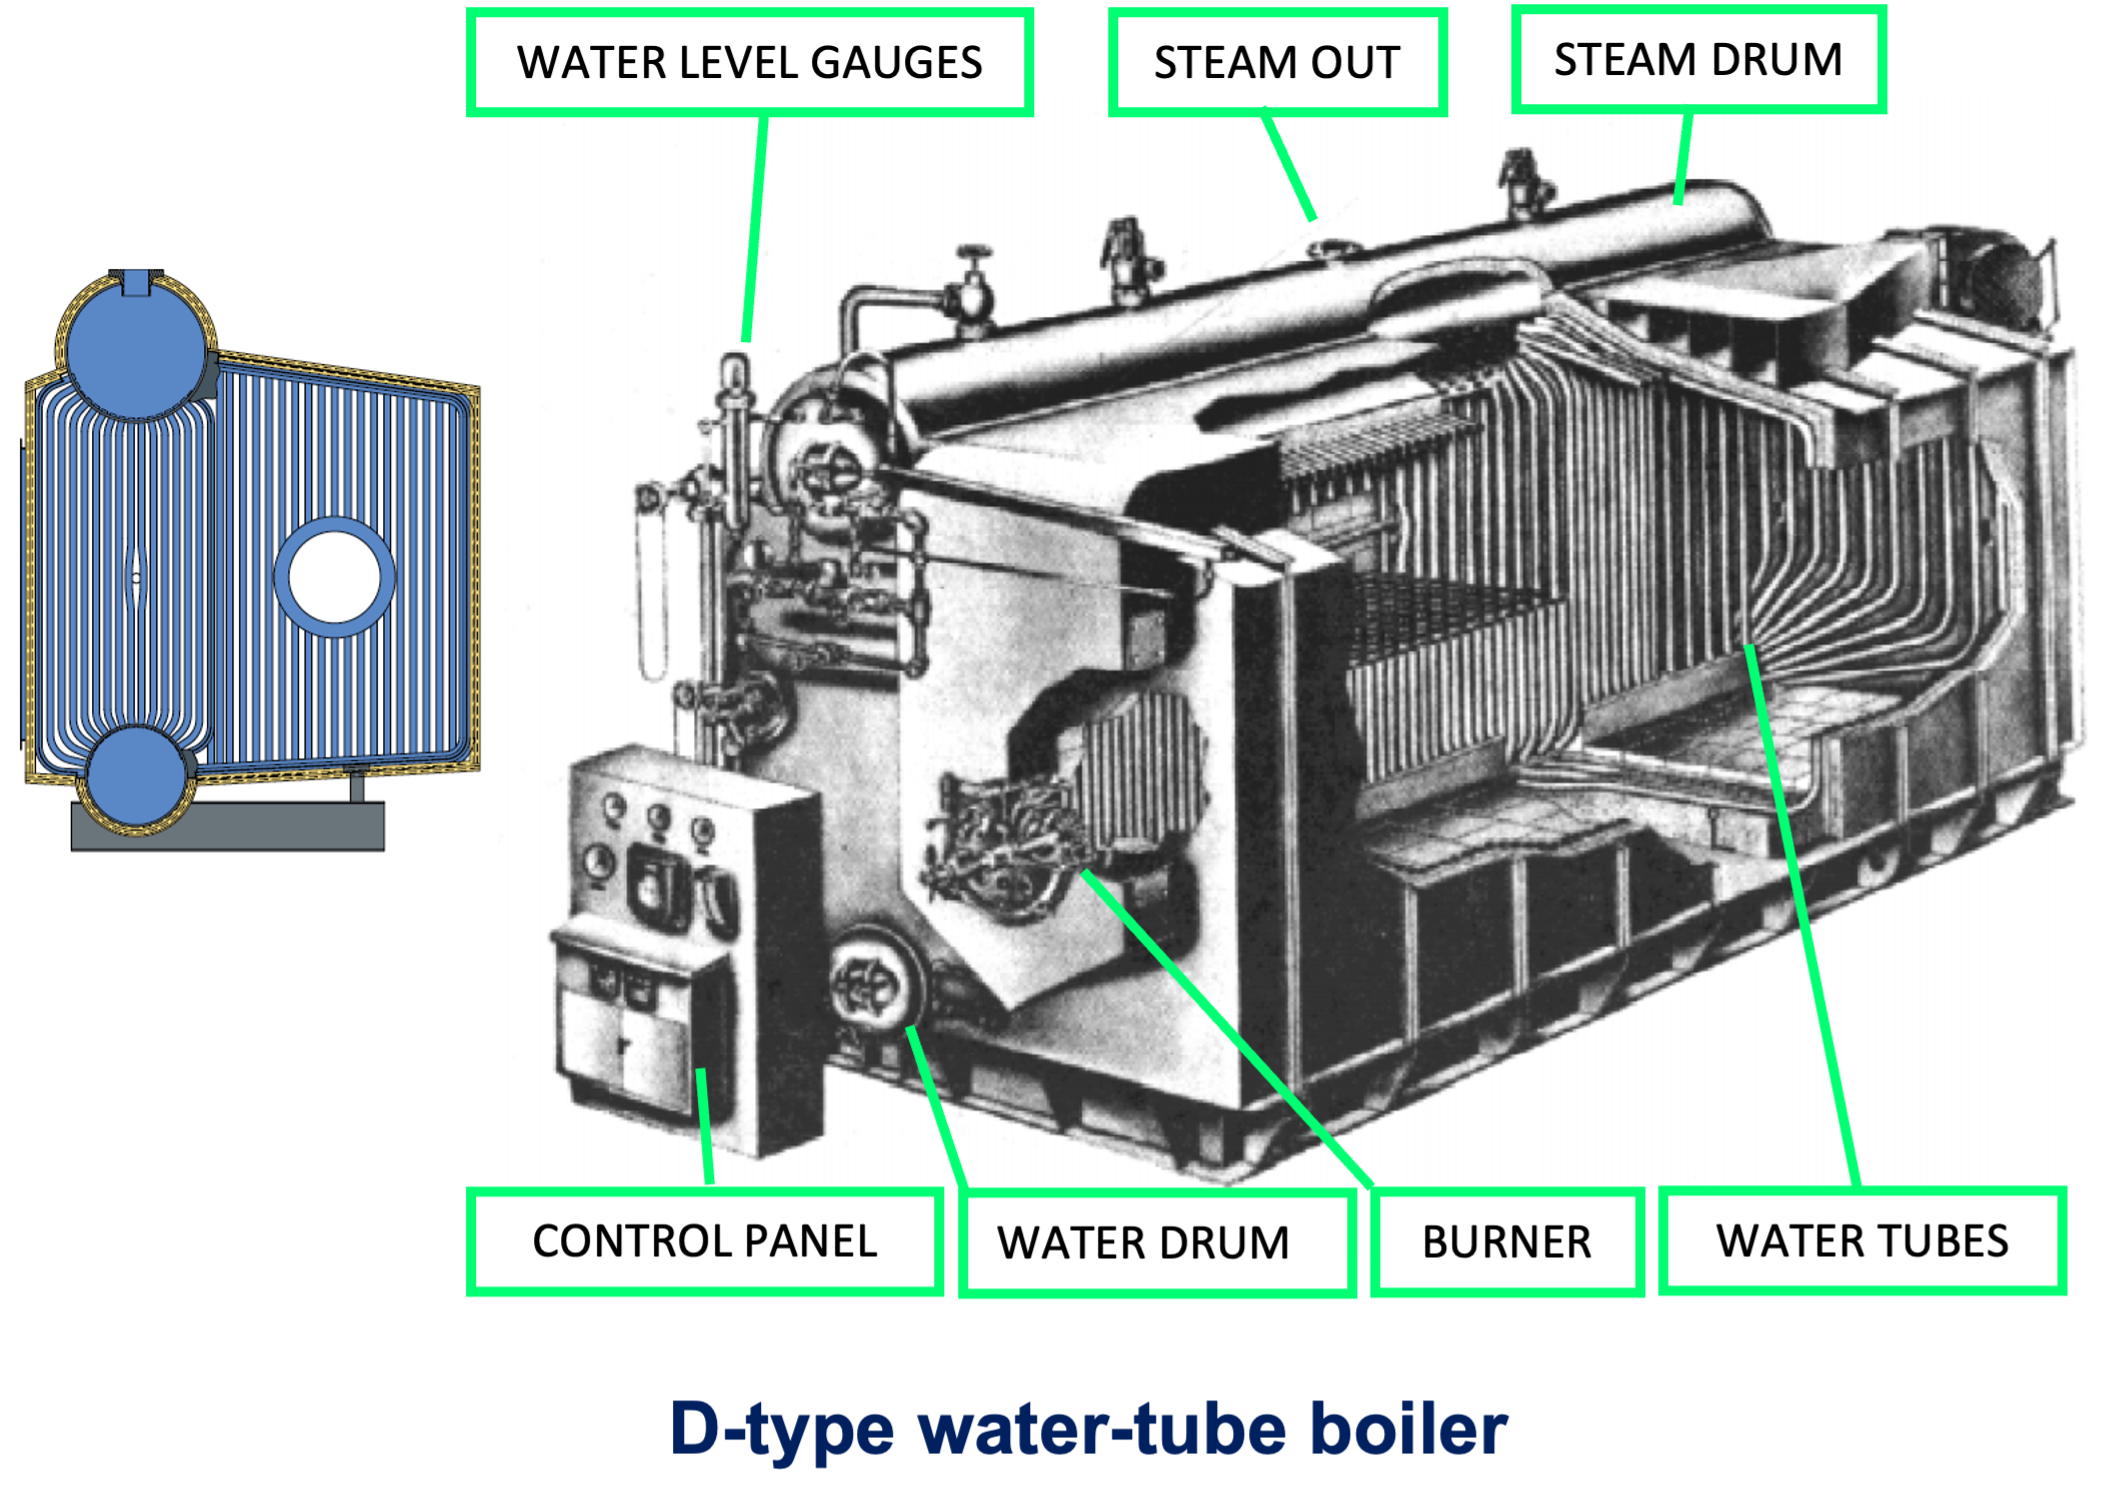 WATER LEVEL GAUGES
STEAM OUT
STEAM DRUM
CONTROL PANEL
WATER DRUM
BURNER
WATER TUBES
D-type water-tube boiler